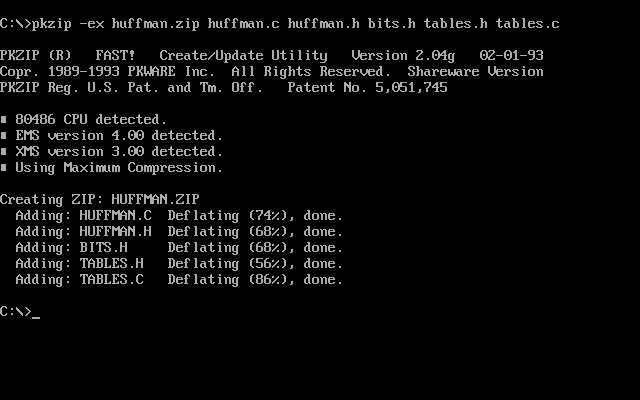 C:\>pkzip -ex huffman.zip huffman.c huffman.h bits.h tables.h tables.c
PKZIP (R)   FAST!   Create/Update Utility   Version 2.04g   02-01-93
Copr. 1989-1993 PKWARE Inc.  All Rights Reserved.  Shareware Version
PKZIP Reg. U.S. Pat. and Tm. Off.   Patent No. 5,051,745
■ 80486 CPU detected.
■ EMS version 4.00 detected.
■ XMS version 3.00 detected.
■ Using Maximum Compression.
Creating ZIP: HUFFMAN.ZIP
  Adding: HUFFMAN.C  Deflating (74%), done.
  Adding: HUFFMAN.H  Deflating (68%), done.
  Adding: BITS.H     Deflating (68%), done.
  Adding: TABLES.H   Deflating (56%), done.
  Adding: TABLES.C   Deflating (86%), done.
C:\>_